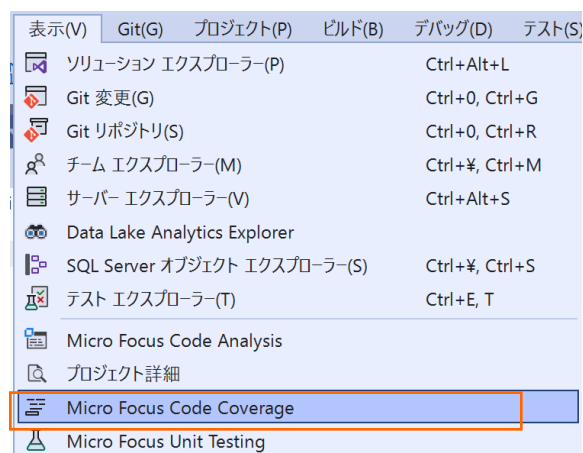 表示(V) Git(G) プロジェクト(P) ビルド(B) デバッグ(D) テスト(S)
ソリューション エクスプローラー(P) Ctrl+Alt+L
Git 変更(G) Ctrl+0, Ctrl+G
Git リポジトリ(S) Ctrl+0, Ctrl+R
チーム エクスプローラー(M) Ctrl+¥, Ctrl+M
サーバー エクスプローラー(V) Ctrl+Alt+S
Data Lake Analytics Explorer
SQL Server オブジェクト エクスプローラー(S) Ctrl+¥, Ctrl+S
テスト エクスプローラー(T) Ctrl+E, T
Micro Focus Code Analysis
プロジェクト詳細
Micro Focus Code Coverage
Micro Focus Unit Testing